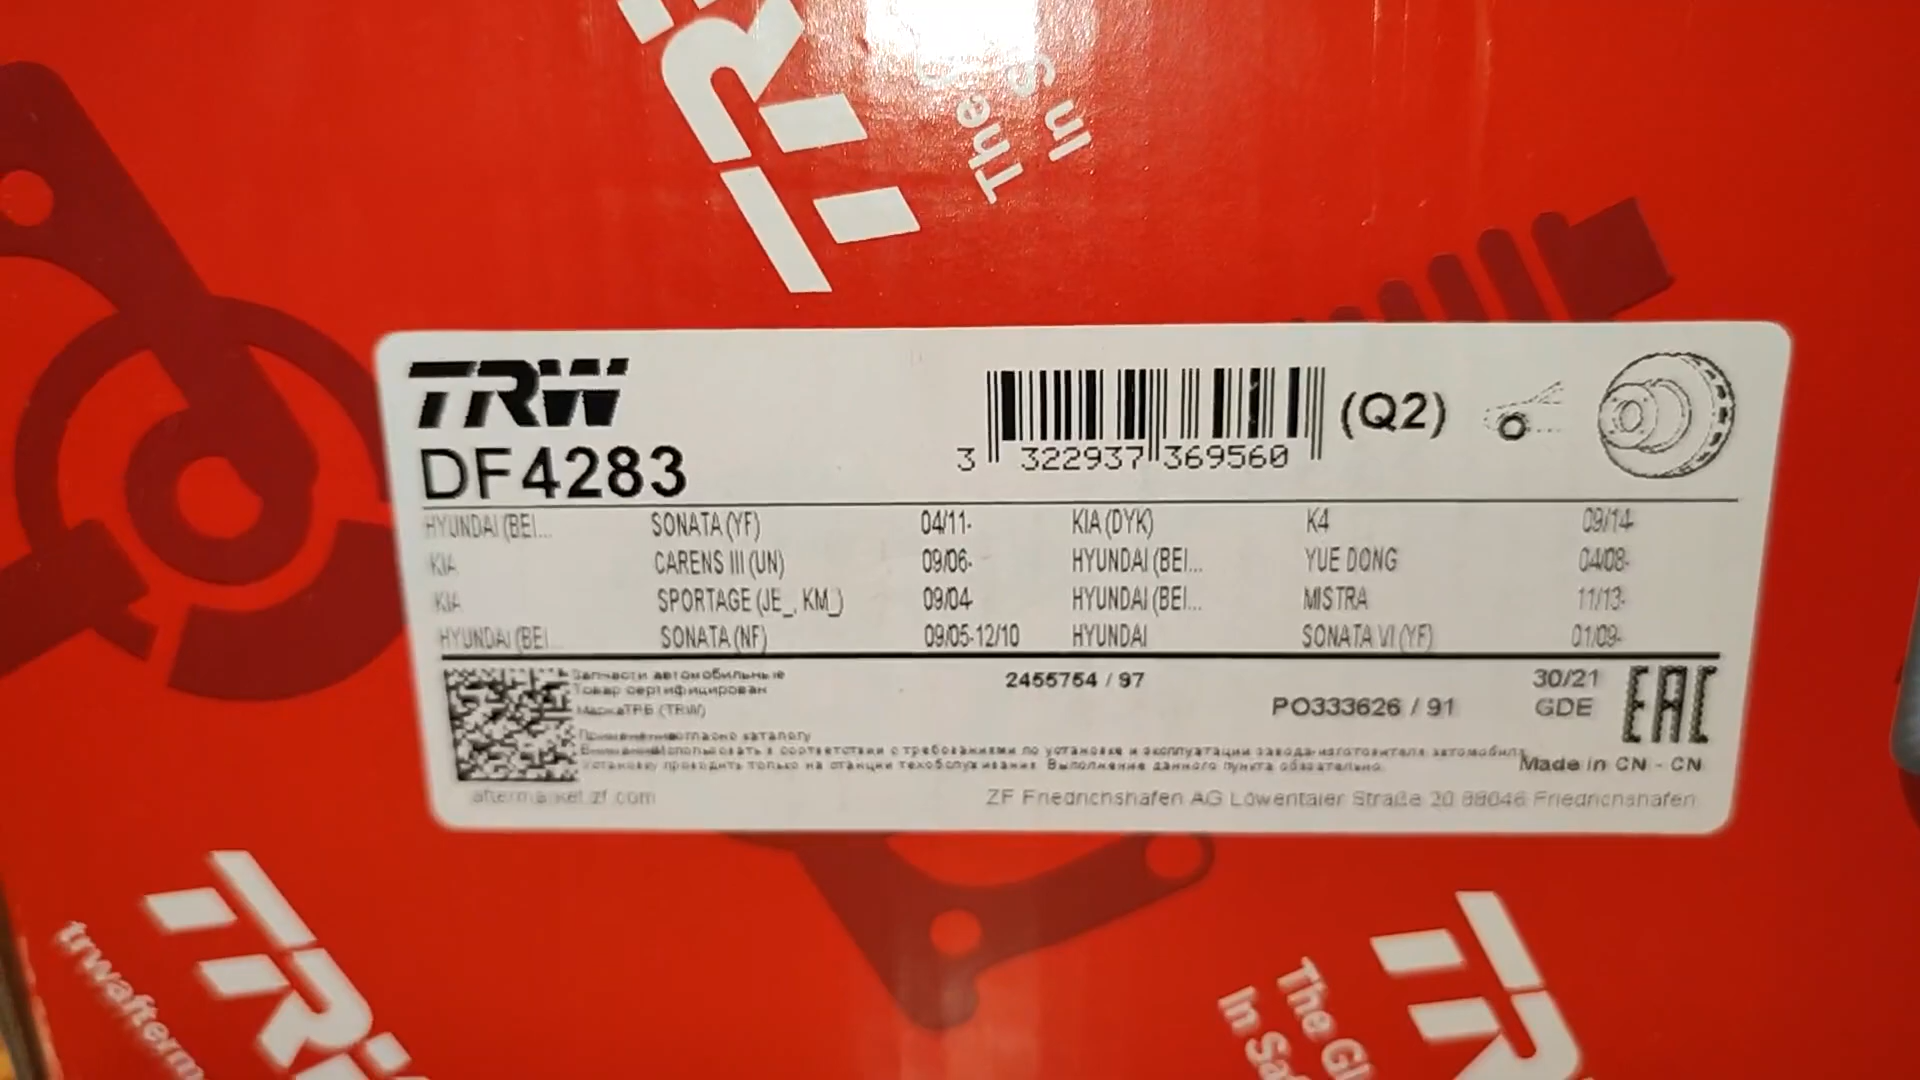 TRW
The
In S
TRW
DF4283
3 322937 369560
(Q2)
HYUNDAI (BEI... SONATA (YF) 04/11- KIA (DYK) K4 09/14-
KIA CARENS III (UN) 09/06- HYUNDAI (BEI... YUE DONG 04/08-
KIA SPORTAGE (JE_, KM_) 09/04 HYUNDAI (BEI... MISTRA 11/13-
HYUNDAI (BEI... SONATA (NF) 09/05-12/10 HYUNDAI SONATA VI (YF) 01/09-
Запчасти автомобильные
Товар сертифицирован
Марка ТРВ (TRW)
2455754 / 97
PO333626 / 91
30/21
GDE
EAC
Применение согласно каталогу
Внимание Использовать в соответствии с требованиями по установке и эксплуатации завода-изготовителя автомобиля
Установку проводить только на станции техобслуживания. Выполнение данного пункта обязательно.
Made in CN - CN
aftermarket.zf.com
ZF Friedrichshafen AG Löwentaler Straße 20 88046 Friedrichshafen
TRW
trwafterm
TR
The Gl
In Saf